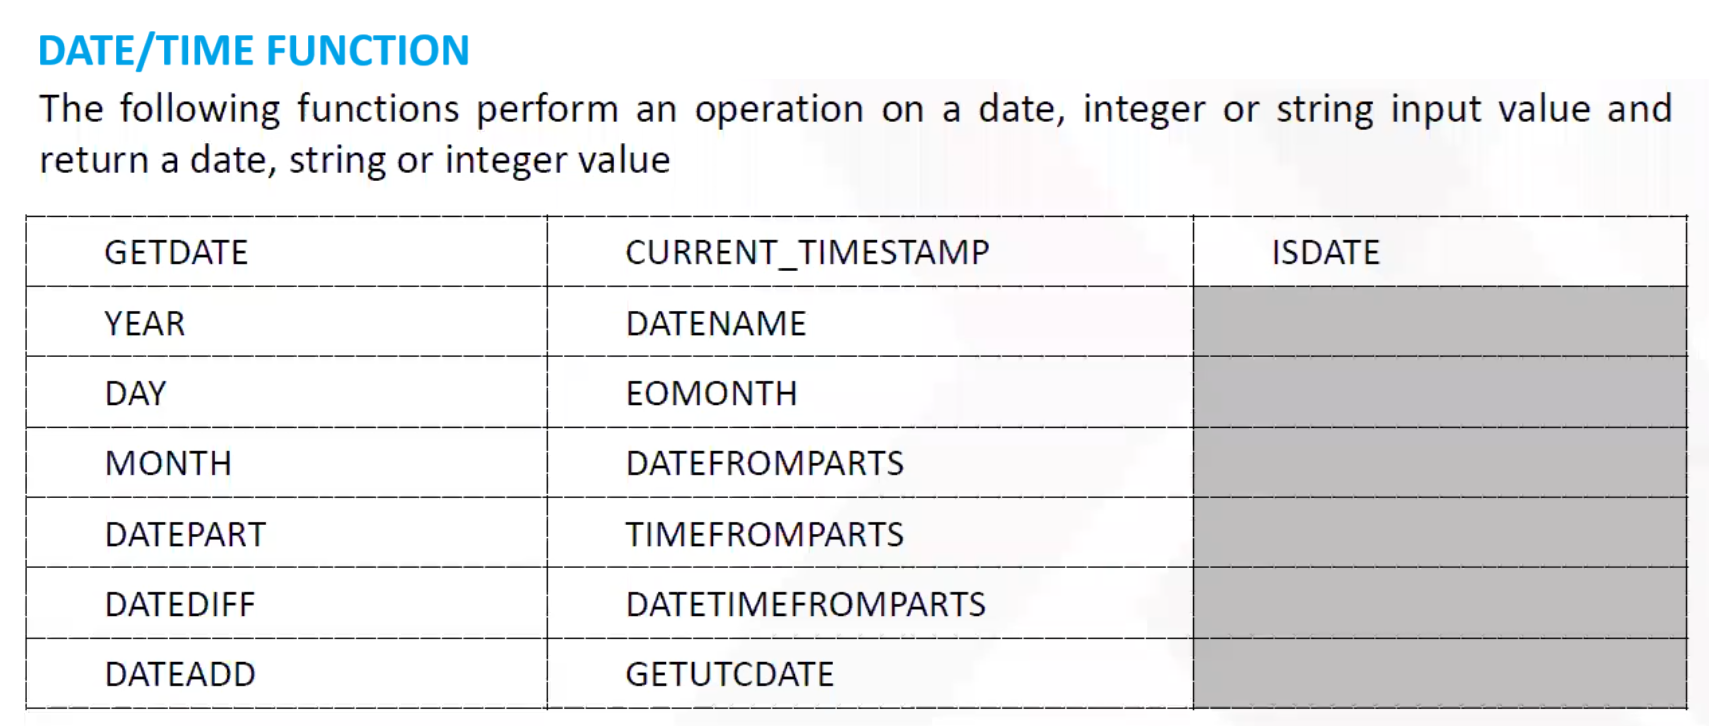 DATE/TIME FUNCTION
The following functions perform an operation on a date, integer or string input value and
return a date, string or integer value
GETDATE CURRENT_TIMESTAMP ISDATE
YEAR DATENAME
DAY EOMONTH
MONTH DATEFROMPARTS
DATEPART TIMEFROMPARTS
DATEDIFF DATETIMEFROMPARTS
DATEADD GETUTCDATE